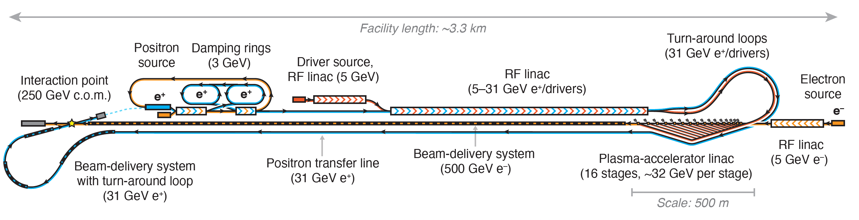 Facility length: ~3.3 km
Positron
source
Damping rings
(3 GeV)
Driver source,
RF linac (5 GeV)
RF linac
(5–31 GeV e⁺/drivers)
Turn-around loops
(31 GeV e⁺/drivers)
Electron
source
Interaction point
(250 GeV c.o.m.)
e⁺
e⁺
e⁺
e⁻
Beam-delivery system
with turn-around loop
(31 GeV e⁺)
Positron transfer line
(31 GeV e⁺)
Beam-delivery system
(500 GeV e⁻)
Plasma-accelerator linac
(16 stages, ~32 GeV per stage)
RF linac
(5 GeV e⁻)
Scale: 500 m